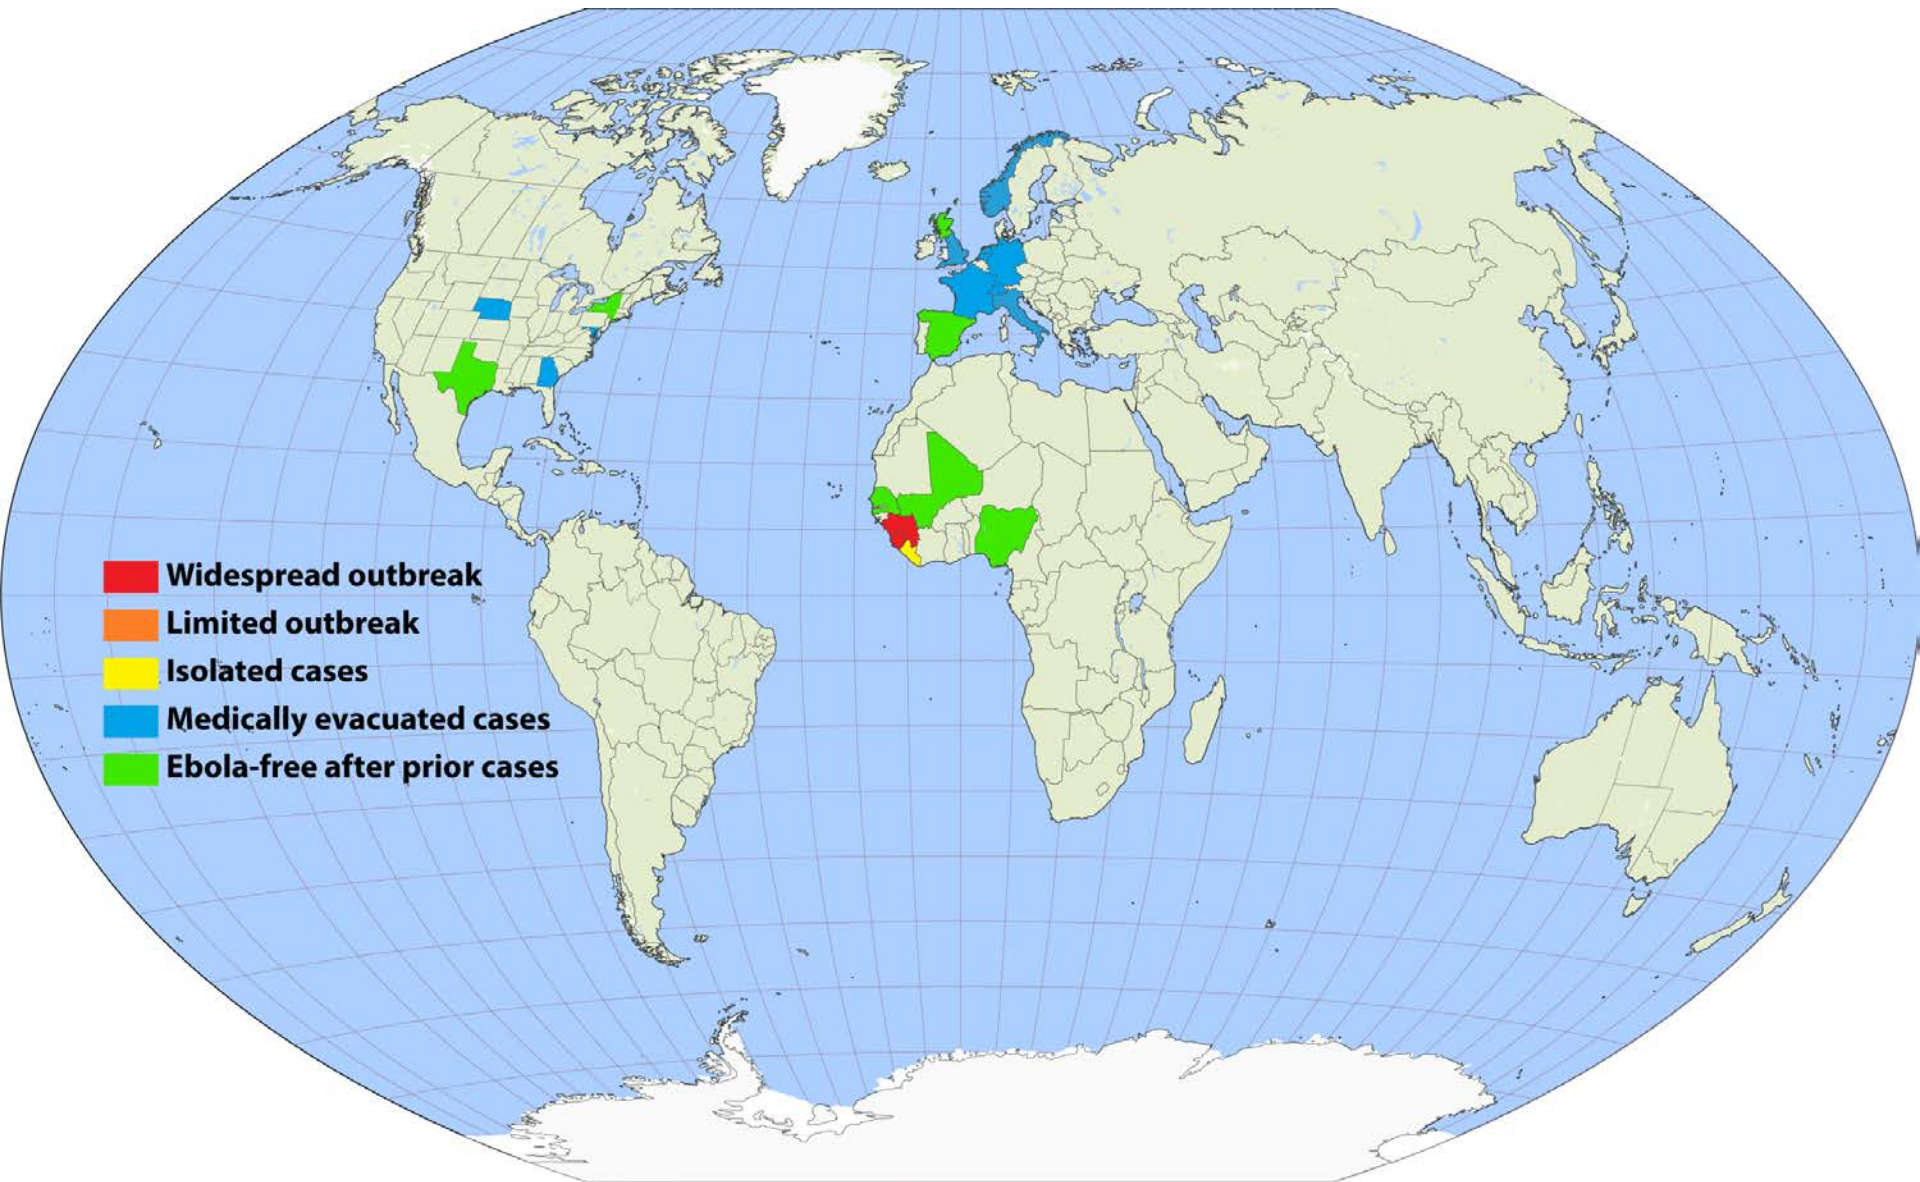 Widespread outbreak
Limited outbreak
Isolated cases
Medically evacuated cases
Ebola-free after prior cases